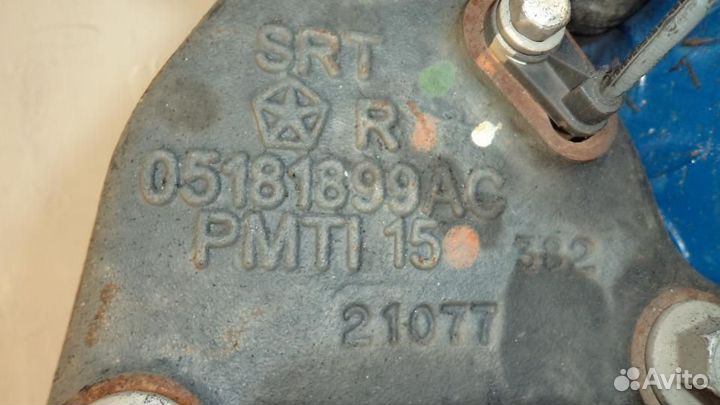 SRT
R
05181899AC
PMTI 15
382
21077
Avito